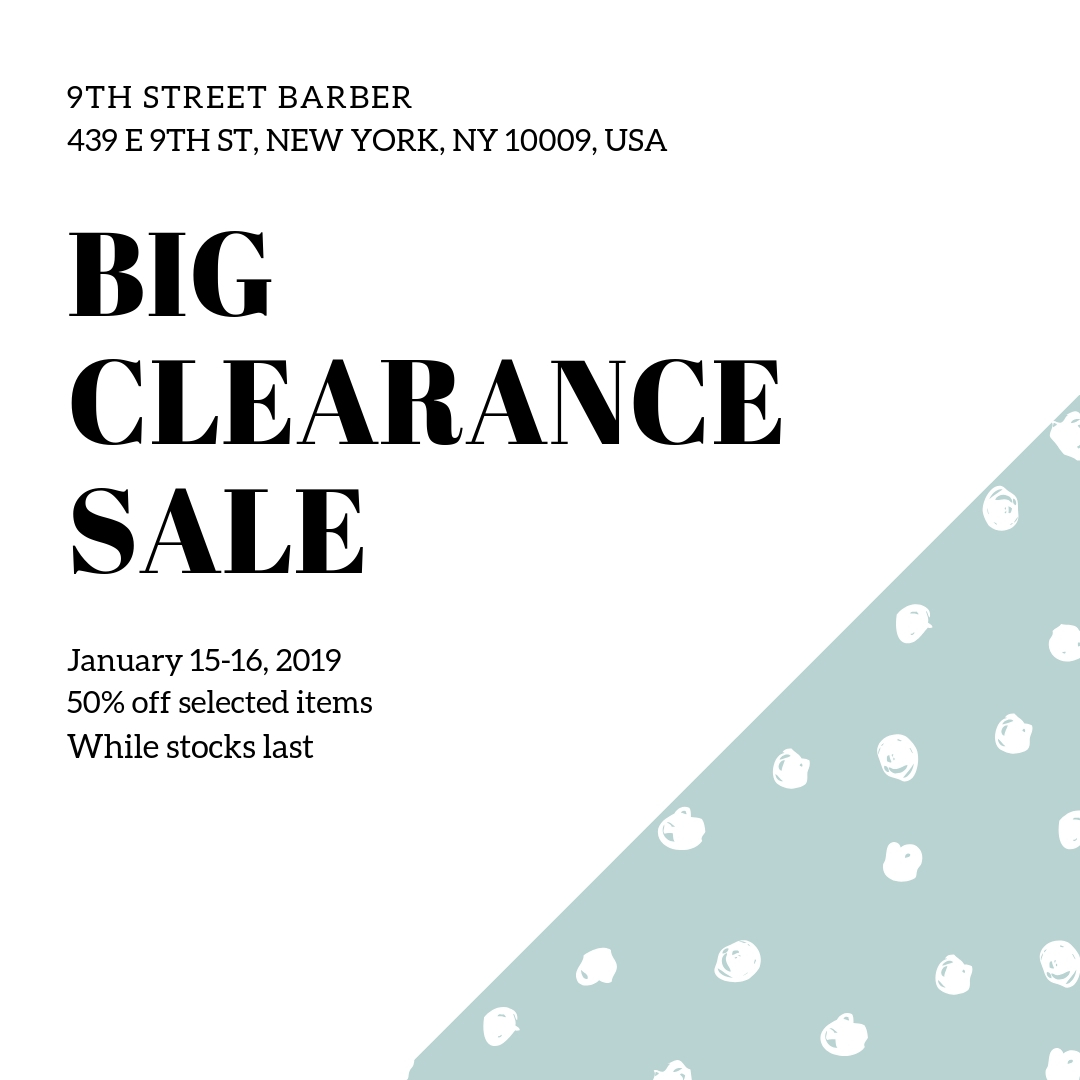 9TH STREET BARBER
439 E 9TH ST, NEW YORK, NY 10009, USA
BIG
CLEARANCE
SALE
January 15-16, 2019
50% off selected items
While stocks last